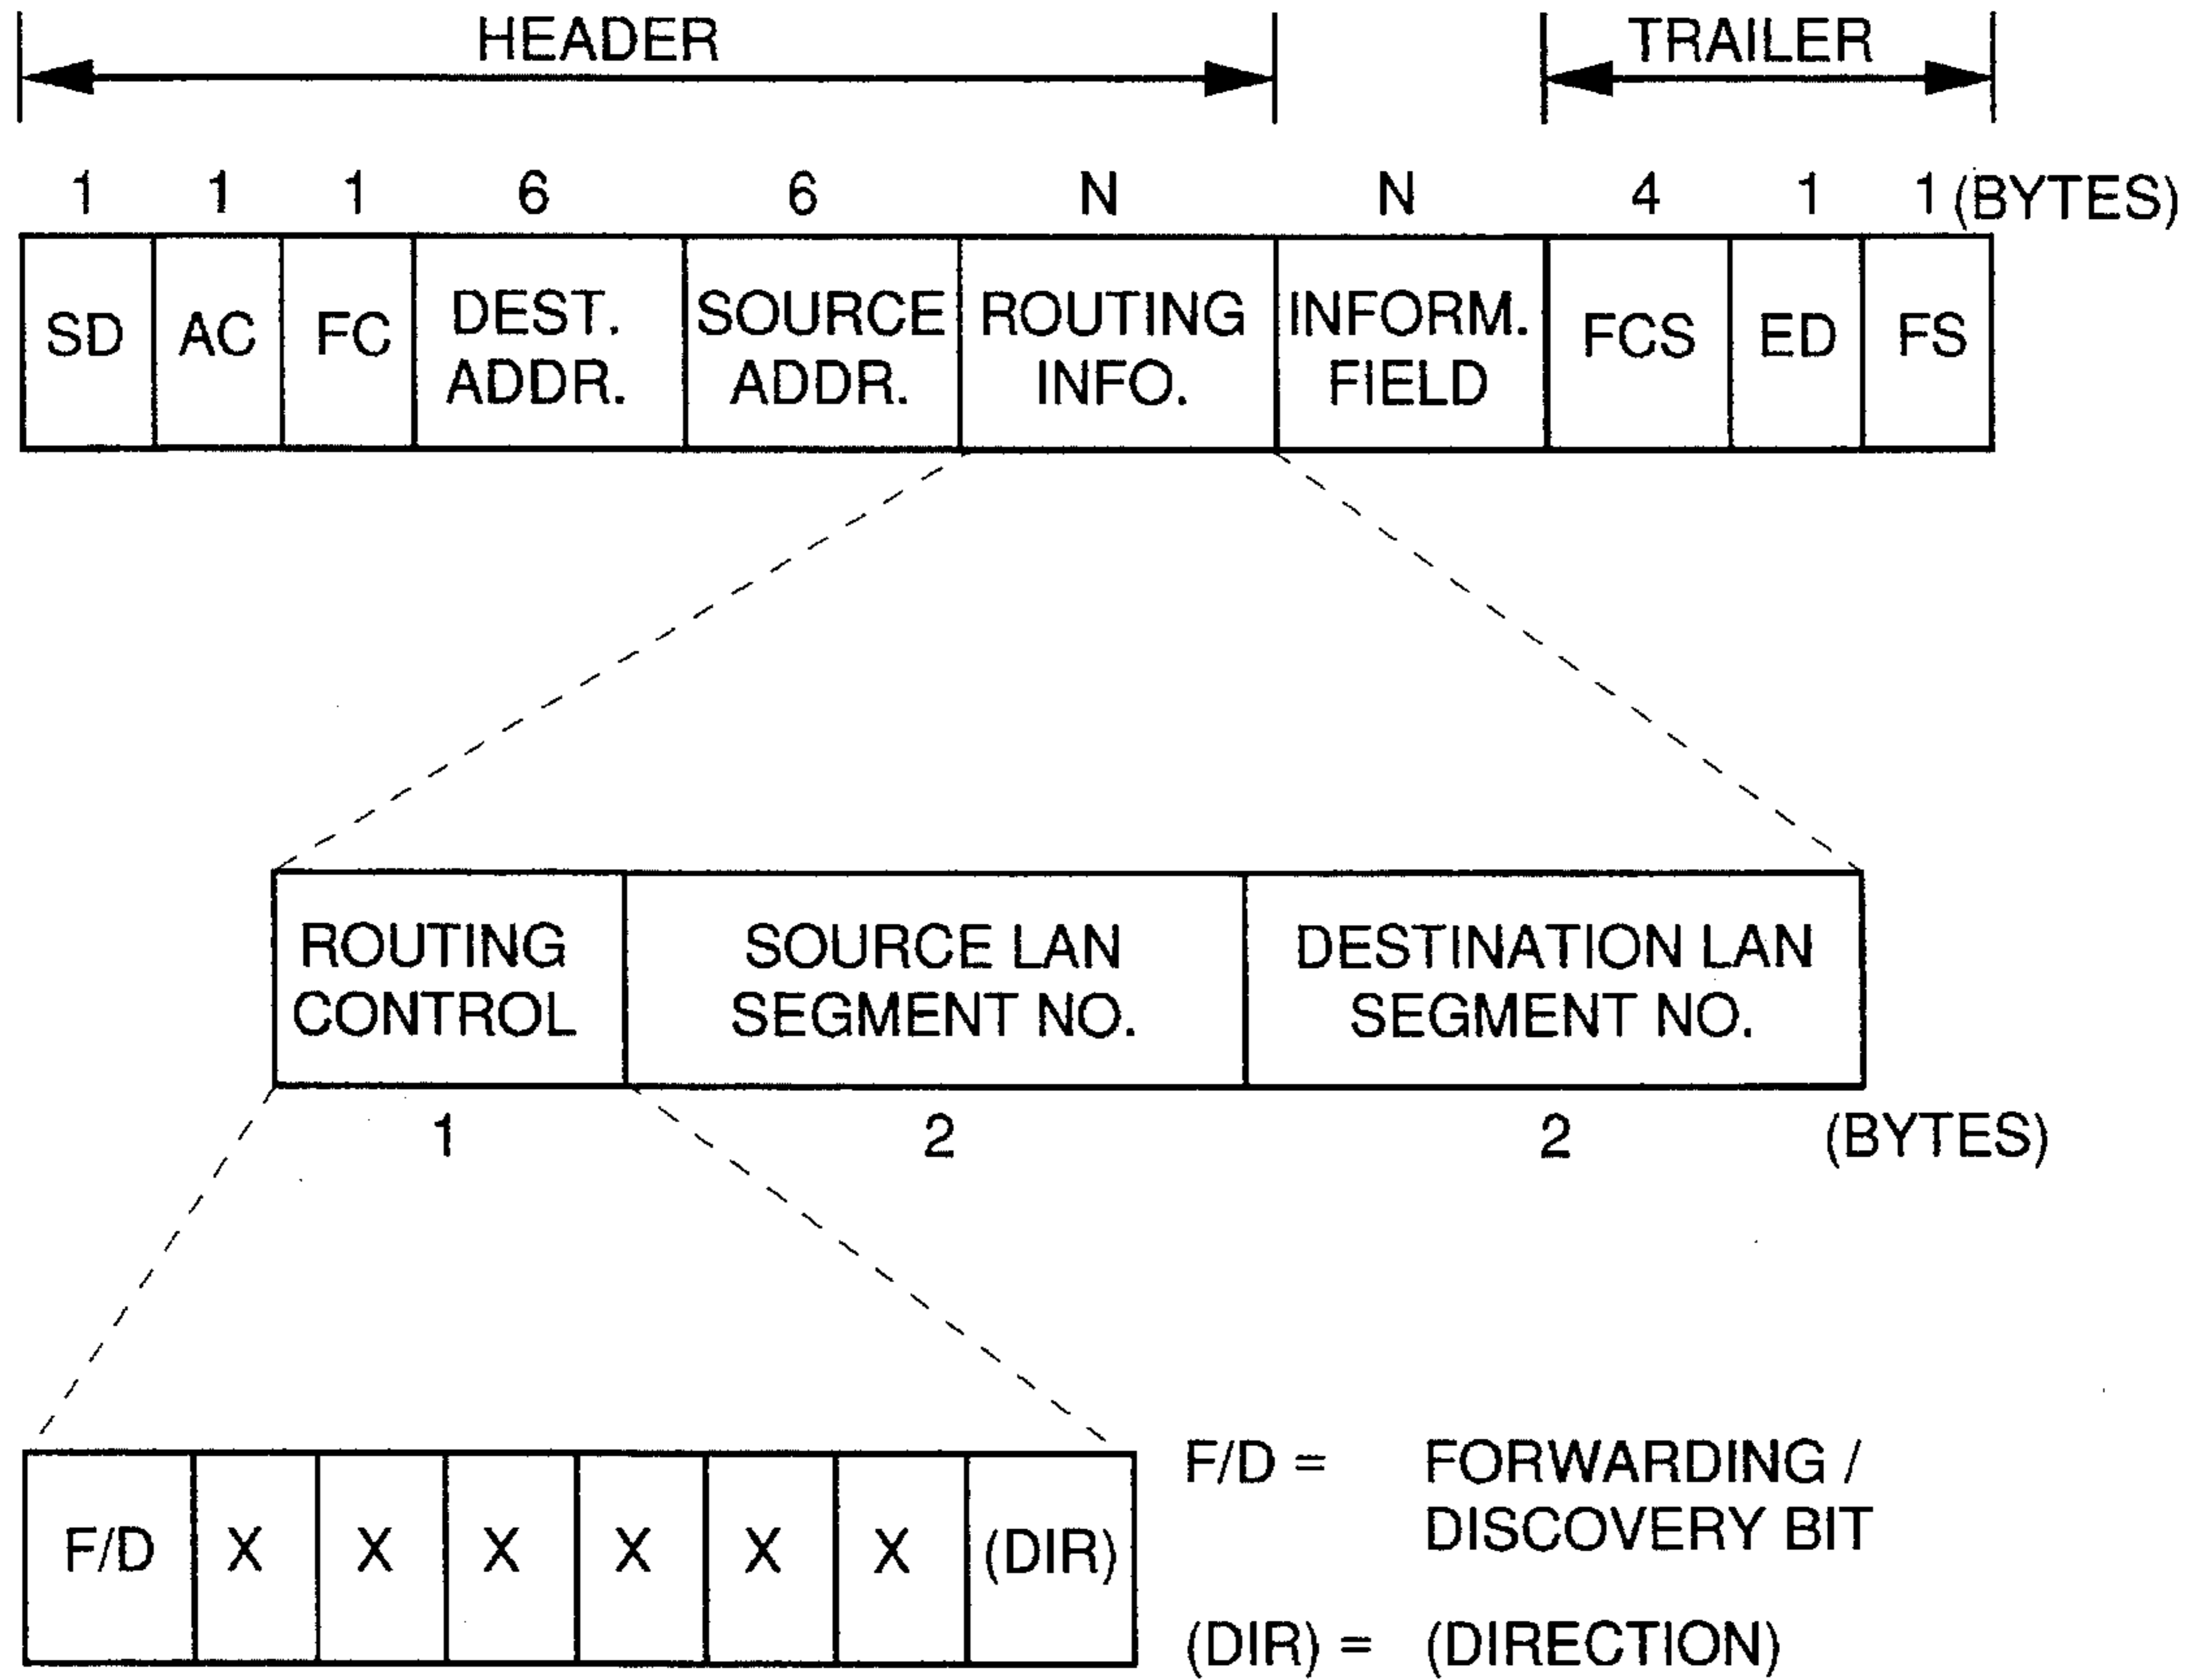 HEADER TRAILER
1 1 1 6 6 N N 4 1 1 (BYTES)
SD AC FC DEST. ADDR. SOURCE ADDR. ROUTING INFO. INFORM. FIELD FCS ED FS
ROUTING CONTROL SOURCE LAN SEGMENT NO. DESTINATION LAN SEGMENT NO.
1 2 2 (BYTES)
F/D X X X X X X (DIR)
F/D = FORWARDING /
DISCOVERY BIT
(DIR) = (DIRECTION)